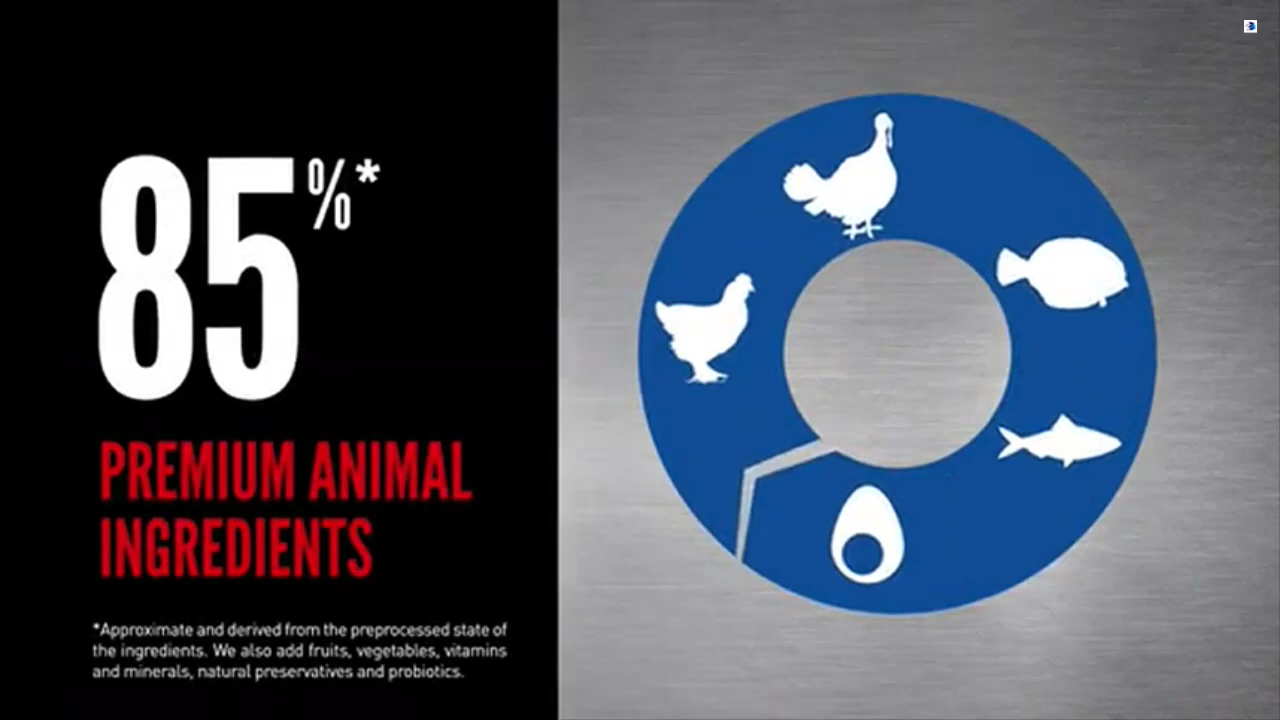 85%*
PREMIUM ANIMAL
INGREDIENTS
*Approximate and derived from the preprocessed state of
the ingredients. We also add fruits, vegetables, vitamins
and minerals, natural preservatives and probiotics.